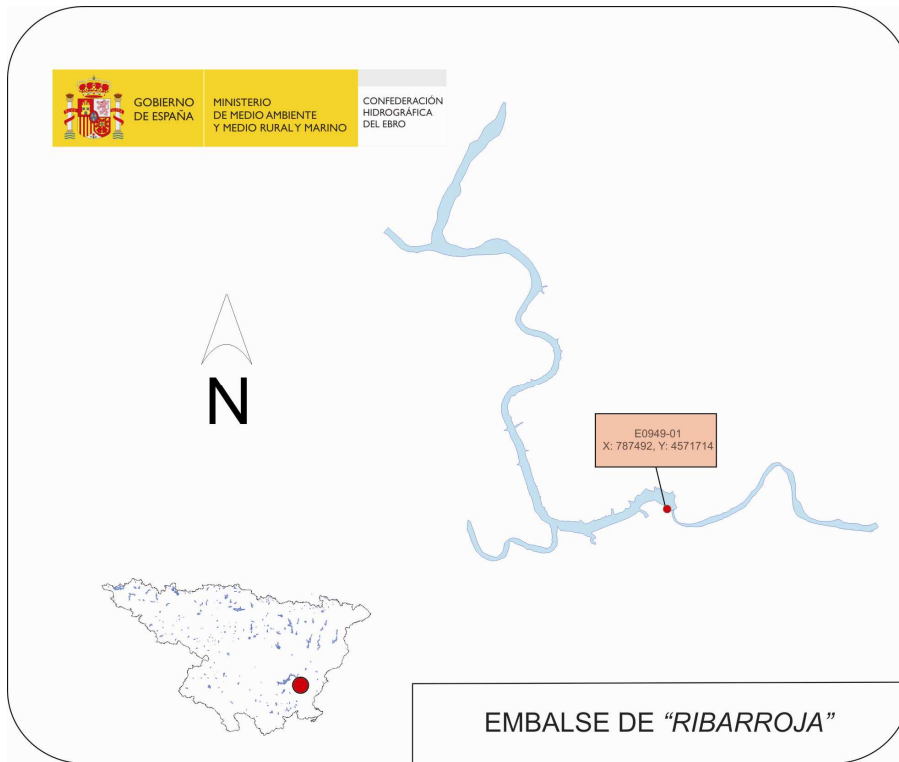 GOBIERNO
DE ESPAÑA
MINISTERIO
DE MEDIO AMBIENTE
Y MEDIO RURAL Y MARINO
CONFEDERACIÓN
HIDROGRÁFICA
DEL EBRO
N
E0949-01
X: 787492, Y: 4571714
EMBALSE DE "RIBARROJA"